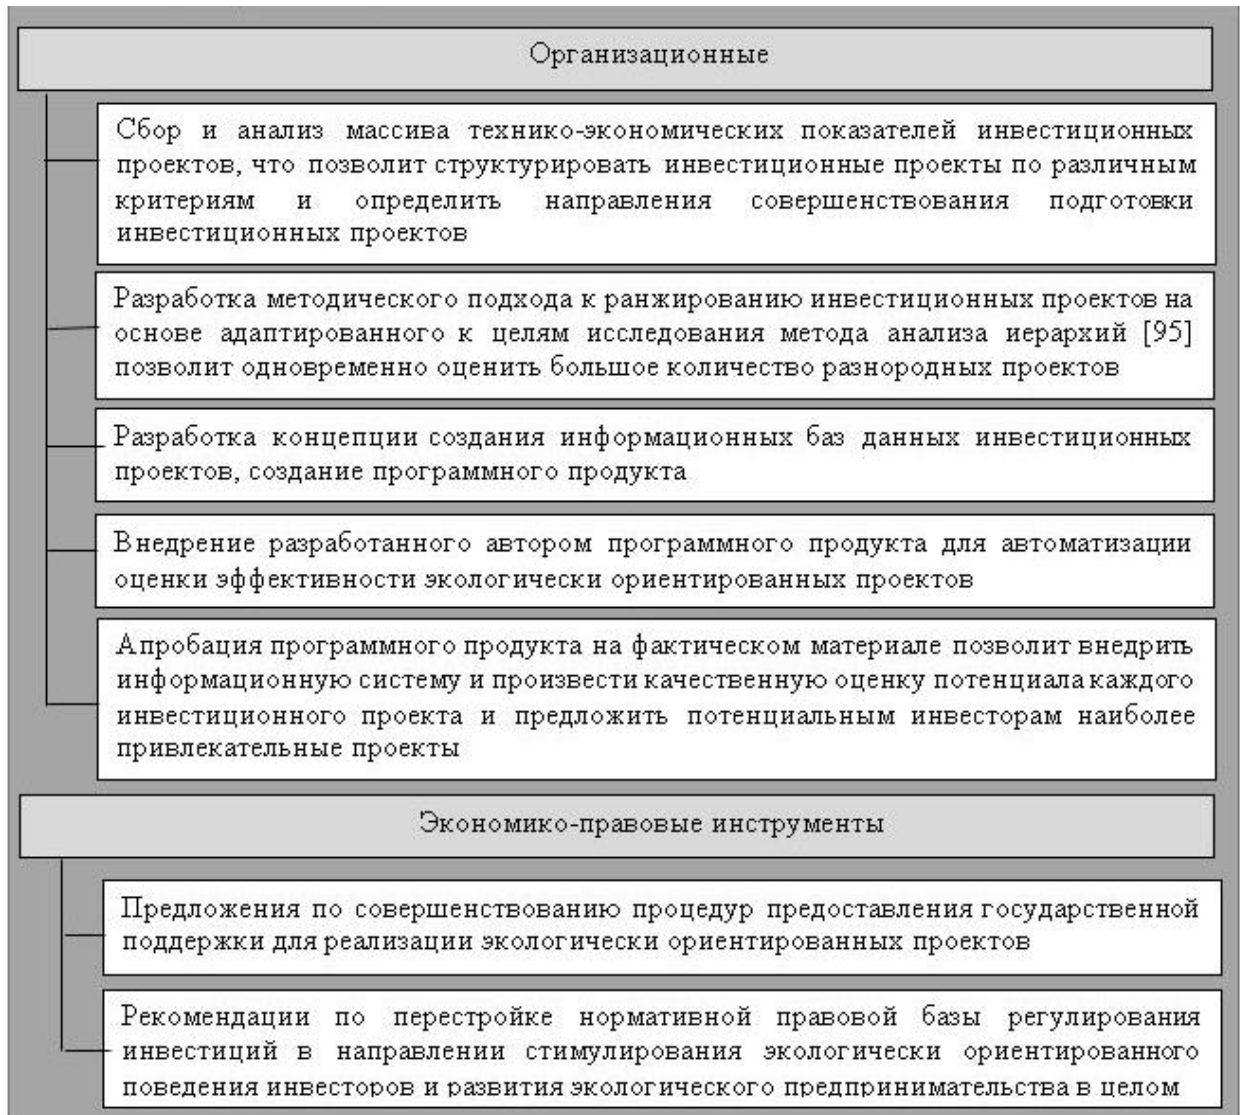 Организационные
Сбор и анализ массива технико-экономических показателей инвестиционных
проектов, что позволит структурировать инвестиционные проекты по различным
критериям и определить направления совершенствования подготовки
инвестиционных проектов
Разработка методического подхода к ранжированию инвестиционных проектов на
основе адаптированного к целям исследования метода анализа иерархий [95]
позволит одновременно оценить большое количество разнородных проектов
Разработка концепции создания информационных баз данных инвестиционных
проектов, создание программного продукта
Внедрение разработанного автором программного продукта для автоматизации
оценки эффективности экологически ориентированных проектов
Апробация программного продукта на фактическом материале позволит внедрить
информационную систему и произвести качественную оценку потенциала каждого
инвестиционного проекта и предложить потенциальным инвесторам наиболее
привлекательные проекты
Экономико-правовые инструменты
Предложения по совершенствованию процедур предоставления государственной
поддержки для реализации экологически ориентированных проектов
Рекомендации по перестройке нормативной правовой базы регулирования
инвестиций в направлении стимулирования экологически ориентированного
поведения инвесторов и развития экологического предпринимательства в целом